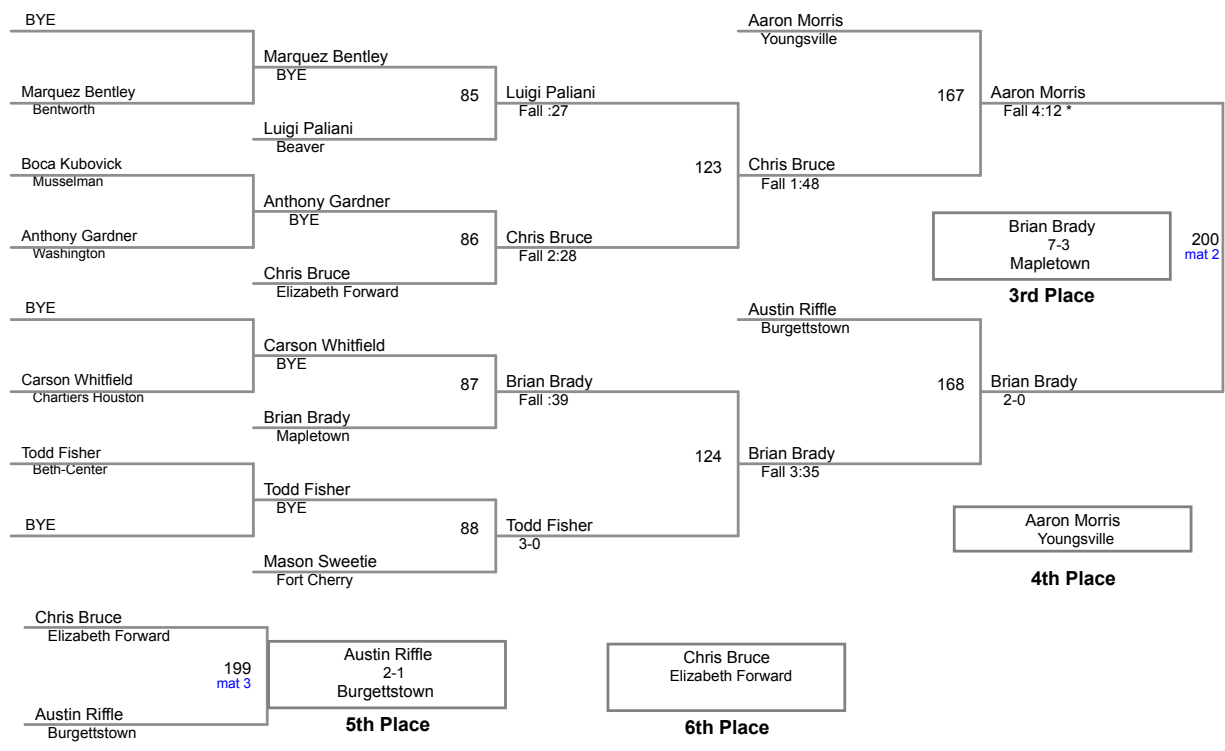 BYE
Marquez Bentley
Bentworth
Boca Kubovick
Musselman
Anthony Gardner
Washington
BYE
Carson Whitfield
Chartiers Houston
Todd Fisher
Beth-Center
BYE
Marquez Bentley
BYE
85
Luigi Paliani
Beaver
Anthony Gardner
BYE
86
Chris Bruce
Elizabeth Forward
Carson Whitfield
BYE
87
Brian Brady
Mapletown
Todd Fisher
BYE
88
Mason Sweetie
Fort Cherry
Luigi Paliani
Fall :27
123
Chris Bruce
Fall 2:28
Brian Brady
Fall :39
124
Todd Fisher
3-0
Aaron Morris
Youngsville
167
Chris Bruce
Fall 1:48
Austin Riffle
Burgettstown
168
Brian Brady
Fall 3:35
Aaron Morris
Fall 4:12 *
Brian Brady
7-3
Mapletown
3rd Place
200
mat 2
Brian Brady
2-0
Aaron Morris
Youngsville
4th Place
Chris Bruce
Elizabeth Forward
199
mat 3
Austin Riffle
Burgettstown
Austin Riffle
2-1
Burgettstown
5th Place
Chris Bruce
Elizabeth Forward
6th Place